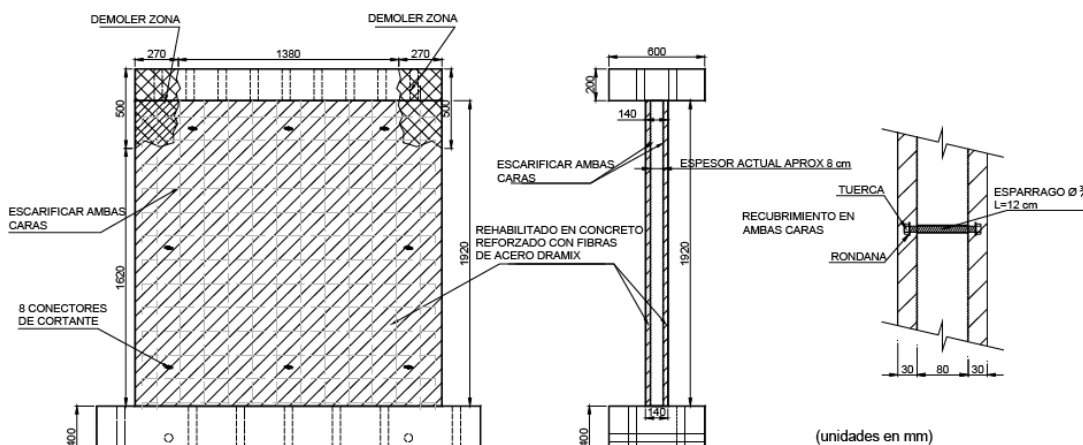 DEMOLER ZONA
DEMOLER ZONA
270
1380
270
500
500
ESCARIFICAR AMBAS
CARAS
1620
1920
8 CONECTORES
DE CORTANTE
400
600
200
140
ESCARIFICAR AMBAS
CARAS
ESPESOR ACTUAL APROX 8 cm
REHABILITADO EN CONCRETO
REFORZADO CON FIBRAS
DE ACERO DRAMIX
1920
140
400
TUERCA
ESPARRAGO Ø
L=12 cm
RECUBRIMIENTO EN
AMBAS CARAS
RONDANA
30
80
30
(unidades en mm)